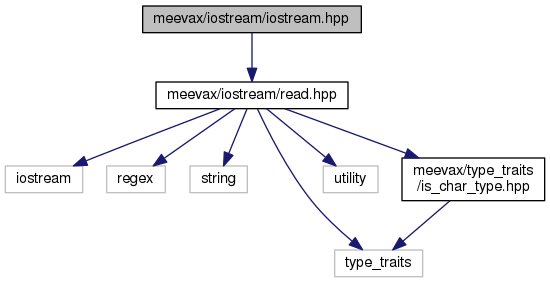 meevax/iostream/iostream.hpp
meevax/iostream/read.hpp
iostream
regex
string
utility
meevax/type_traits
/is_char_type.hpp
type_traits